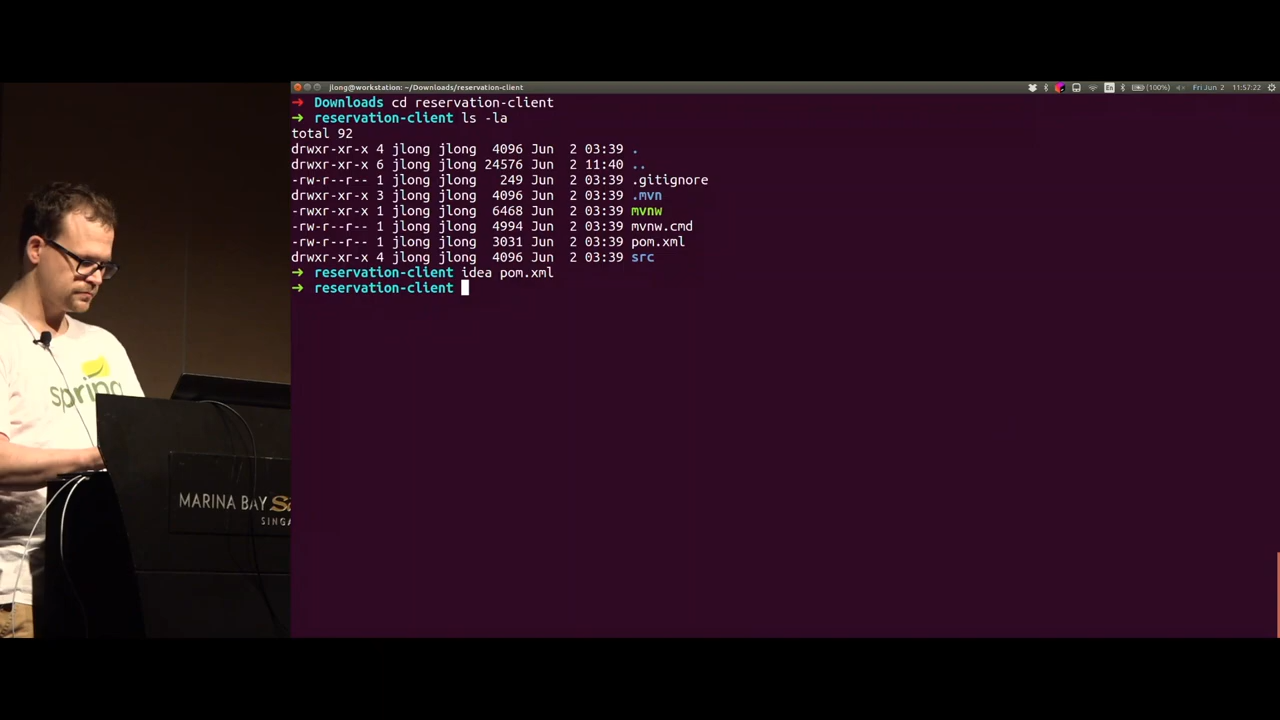 jlong@workstation: ~/Downloads/reservation-client
En
(100%)
Fri Jun 2 11:57:22
➜ Downloads cd reservation-client
➜ reservation-client ls -la
total 92
drwxr-xr-x 4 jlong jlong 4096 Jun 2 03:39 .
drwxr-xr-x 6 jlong jlong 24576 Jun 2 11:40 ..
-rw-r--r-- 1 jlong jlong 249 Jun 2 03:39 .gitignore
drwxr-xr-x 3 jlong jlong 4096 Jun 2 03:39 .mvn
-rwxr-xr-x 1 jlong jlong 6468 Jun 2 03:39 mvnw
-rw-r--r-- 1 jlong jlong 4994 Jun 2 03:39 mvnw.cmd
-rw-r--r-- 1 jlong jlong 3031 Jun 2 03:39 pom.xml
drwxr-xr-x 4 jlong jlong 4096 Jun 2 03:39 src
➜ reservation-client idea pom.xml
➜ reservation-client
spring
MARINA BAY Sa
SINGA